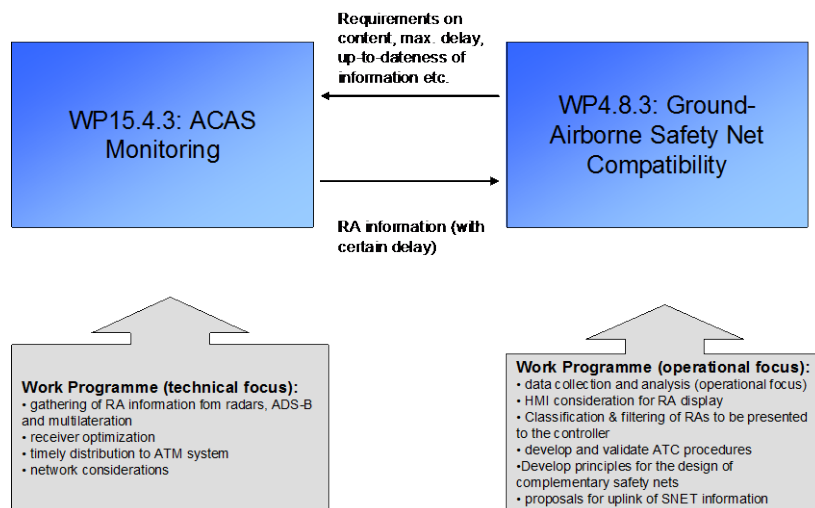 Requirements on
content, max. delay,
up-to-dateness of
information etc.
WP15.4.3: ACAS
Monitoring
WP4.8.3: Ground-
Airborne Safety Net
Compatibility
RA information (with
certain delay)
Work Programme (technical focus):
• gathering of RA information fom radars, ADS-B
and multilateration
• receiver optimization
• timely distribution to ATM system
• network considerations
Work Programme (operational focus):
• data collection and analysis (operational focus)
• HMI consideration for RA display
• Classification & filtering of RAs to be presented
to the controller
• develop and validate ATC procedures
•Develop principles for the design of
complementary safety nets
• proposals for uplink of SNET information